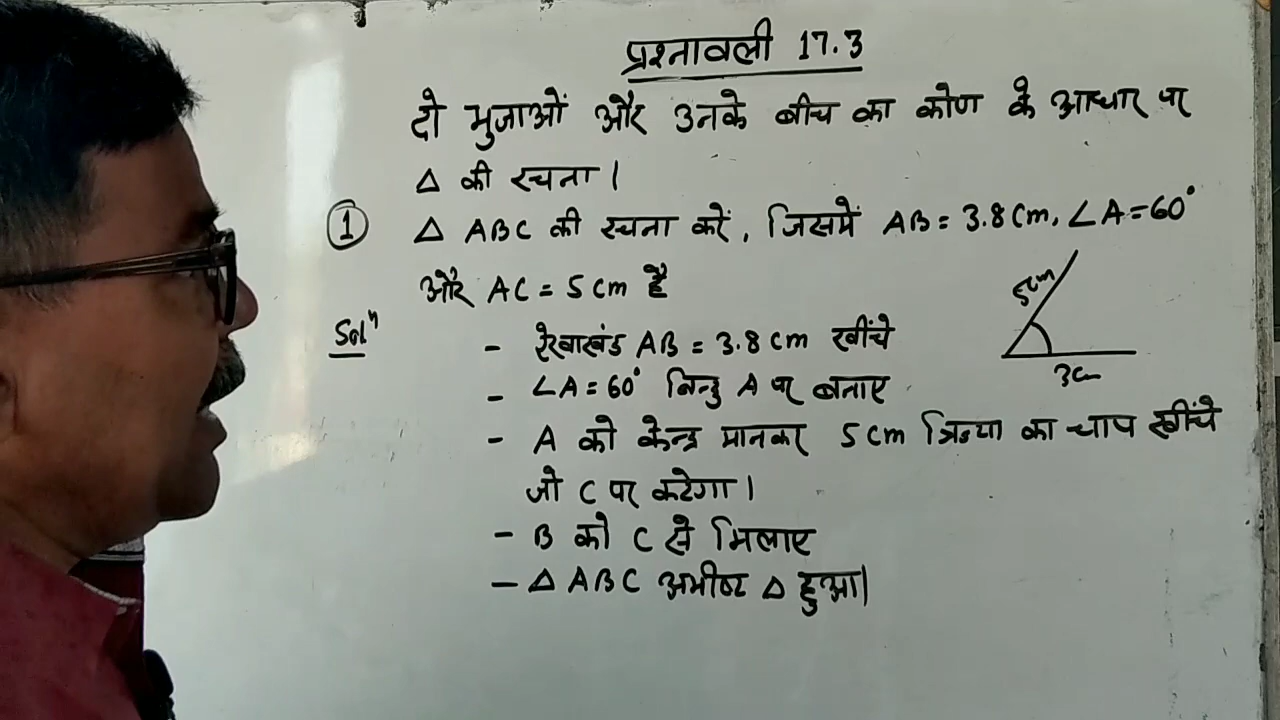 प्रश्नावली 17.3
दो भुजाओं और उनके बीच का कोण के आधार पर
△ की रचना।
① △ ABC की रचना करें, जिसमें AB = 3.8 cm, ∠A = 60°
और AC = 5 cm है
Solⁿ
- रेखाखंड AB = 3.8 cm खींचे
- ∠A = 60° बिन्दु A पर बनाए
- A को केन्द्र मानकर 5 cm त्रिज्या का चाप खींचे
जो C पर कटेगा।
- B को C से मिलाए
- △ ABC अभीष्ट △ हुआ।
5cm
3cm